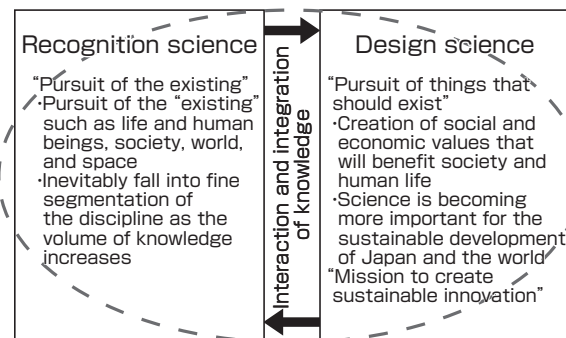 Recognition science
“Pursuit of the existing”
·Pursuit of the “existing”
such as life and human
beings, society, world,
and space
·Inevitably fall into fine
segmentation of
the discipline as the
volume of knowledge
increases
Interaction and integration
of knowledge
Design science
“Pursuit of things that
should exist”
·Creation of social and
economic values that
will benefit society and
human life
·Science is becoming
more important for the
sustainable development
of Japan and the world
“Mission to create
sustainable innovation”